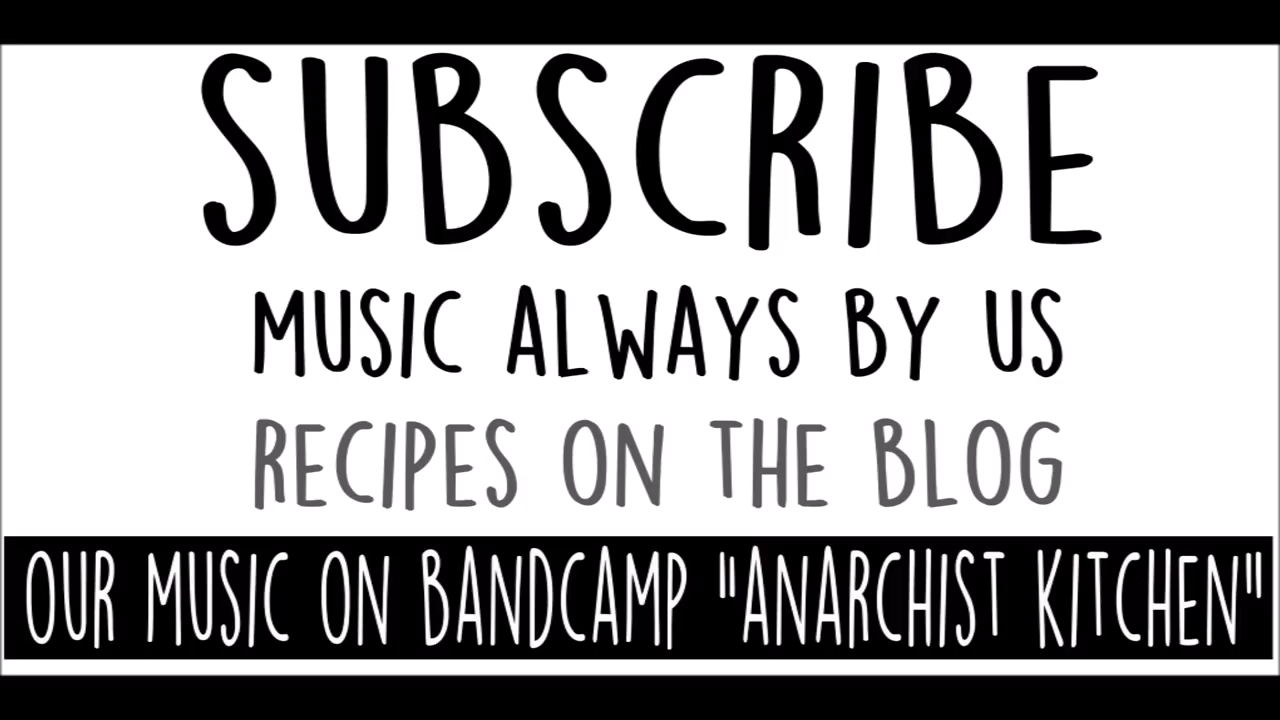 SUBSCRIBE
MUSIC ALWAYS BY US
RECIPES ON THE BLOG
OUR MUSIC ON BANDCAMP "ANARCHIST KITCHEN"